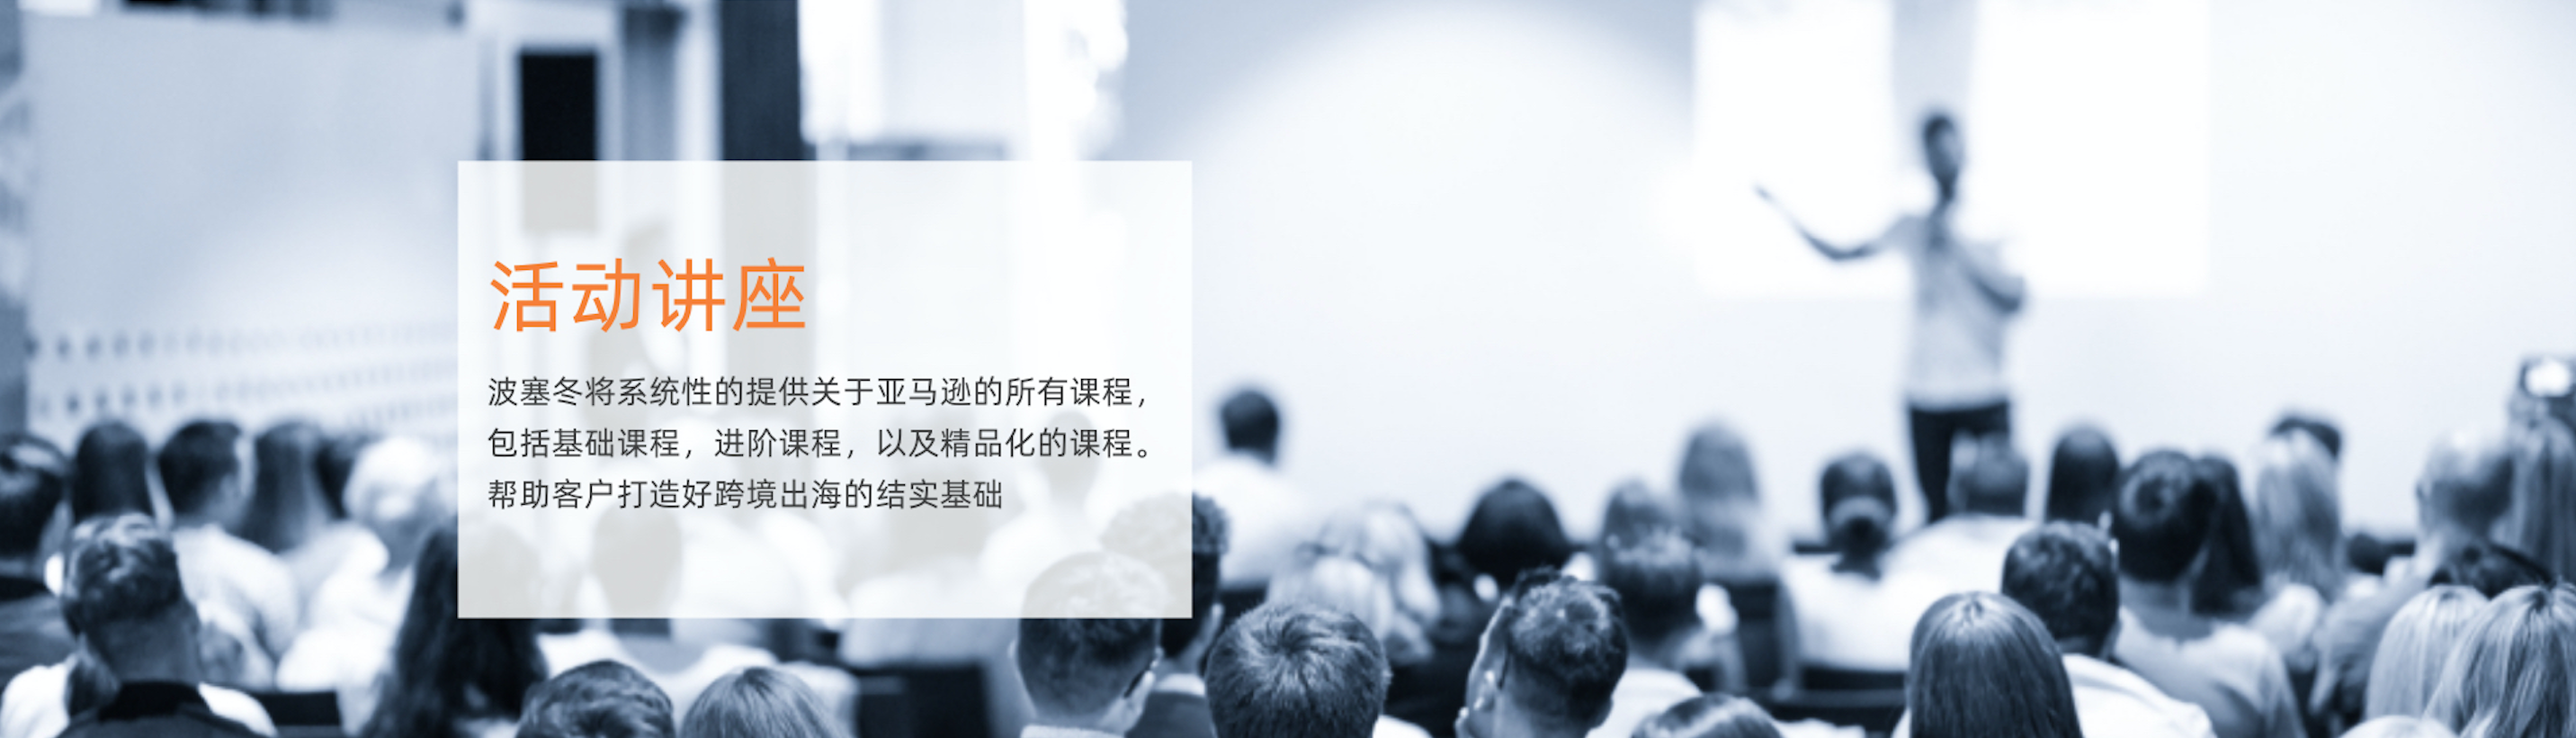 活动讲座
波塞冬将系统性的提供关于亚马逊的所有课程，
包括基础课程，进阶课程，以及精品化的课程。
帮助客户打造好跨境出海的结实基础